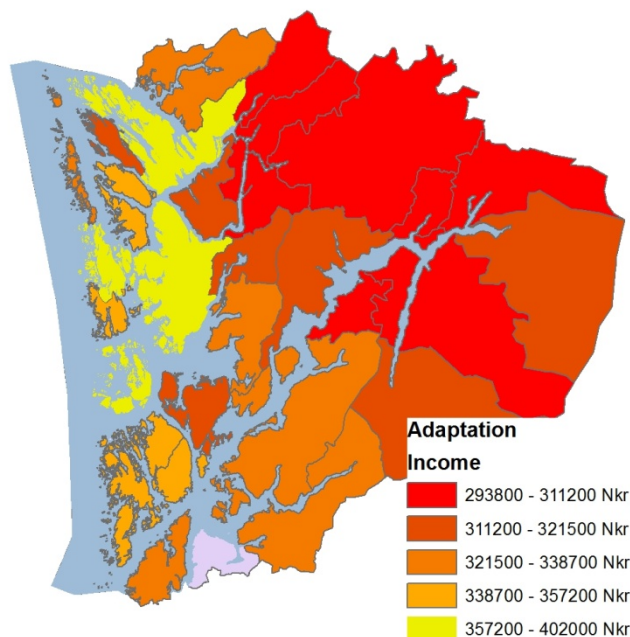 Adaptation
Income
293800 - 311200 Nkr
311200 - 321500 Nkr
321500 - 338700 Nkr
338700 - 357200 Nkr
357200 - 402000 Nkr